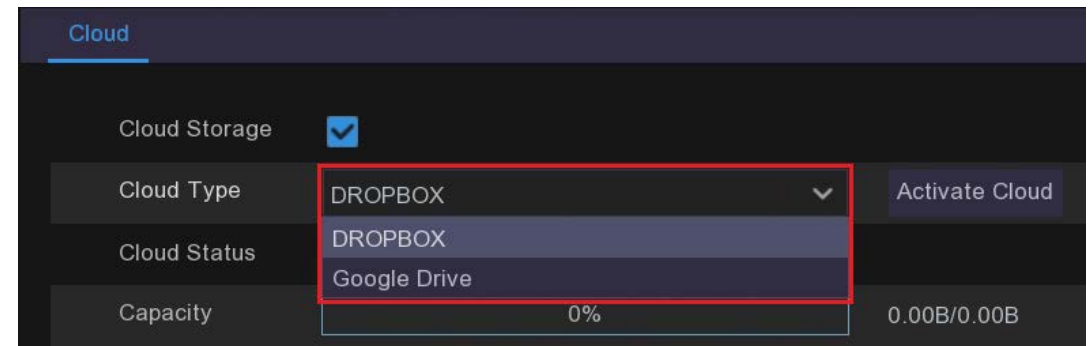 Cloud
Cloud Storage
Cloud Type DROPBOX Activate Cloud
DROPBOX
Cloud Status
Google Drive
Capacity 0% 0.00B/0.00B